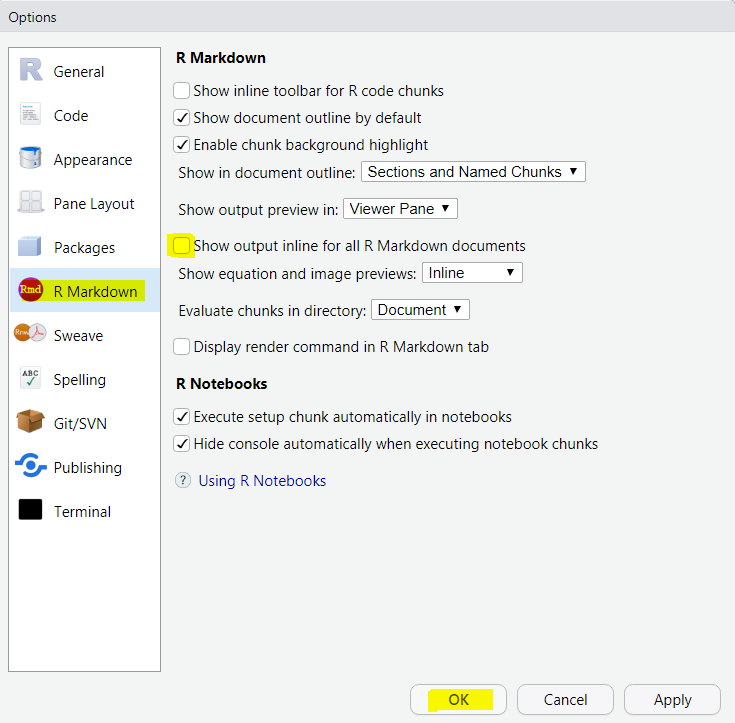 Options
General
Code
Appearance
Pane Layout
Packages
Rmd R Markdown
Rnw Sweave
ABC Spelling
Git/SVN
Publishing
Terminal
R Markdown
Show inline toolbar for R code chunks
Show document outline by default
Enable chunk background highlight
Show in document outline: Sections and Named Chunks
Show output preview in: Viewer Pane
Show output inline for all R Markdown documents
Show equation and image previews: Inline
Evaluate chunks in directory: Document
Display render command in R Markdown tab
R Notebooks
Execute setup chunk automatically in notebooks
Hide console automatically when executing notebook chunks
? Using R Notebooks
OK Cancel Apply